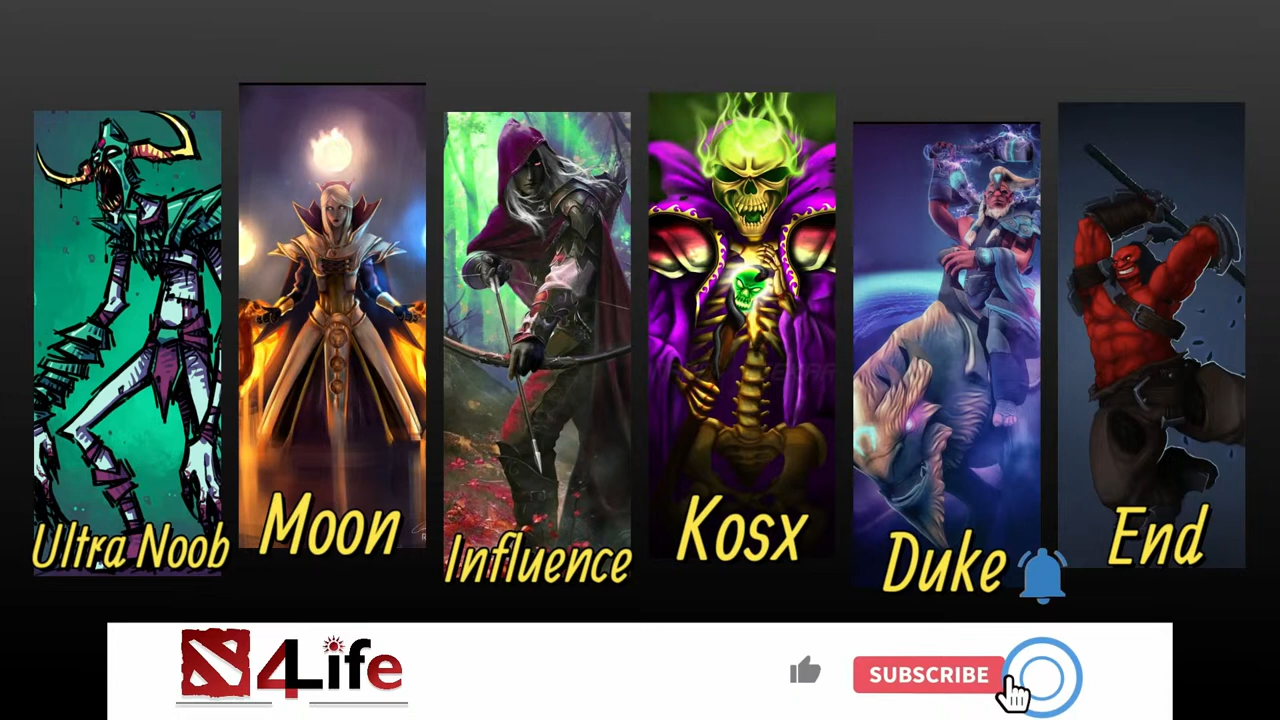 Ultra Noob
Moon
Influence
Kosx
Duke
End
4Life
SUBSCRIBE